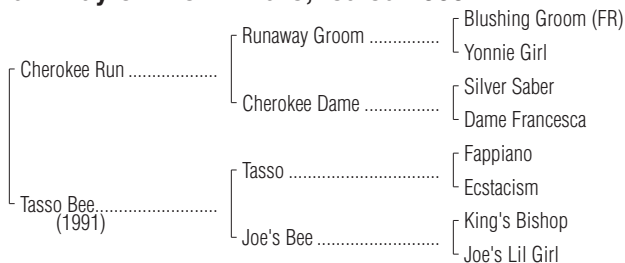 Blushing Groom (FR)
Runaway Groom ................
Yonnie Girl
Cherokee Run ....................
Silver Saber
Cherokee Dame .................
Dame Francesca
Fappiano
Tasso ..................................
Ecstacism
Tasso Bee............................
(1991)
King's Bishop
Joe's Bee ............................
Joe's Lil Girl